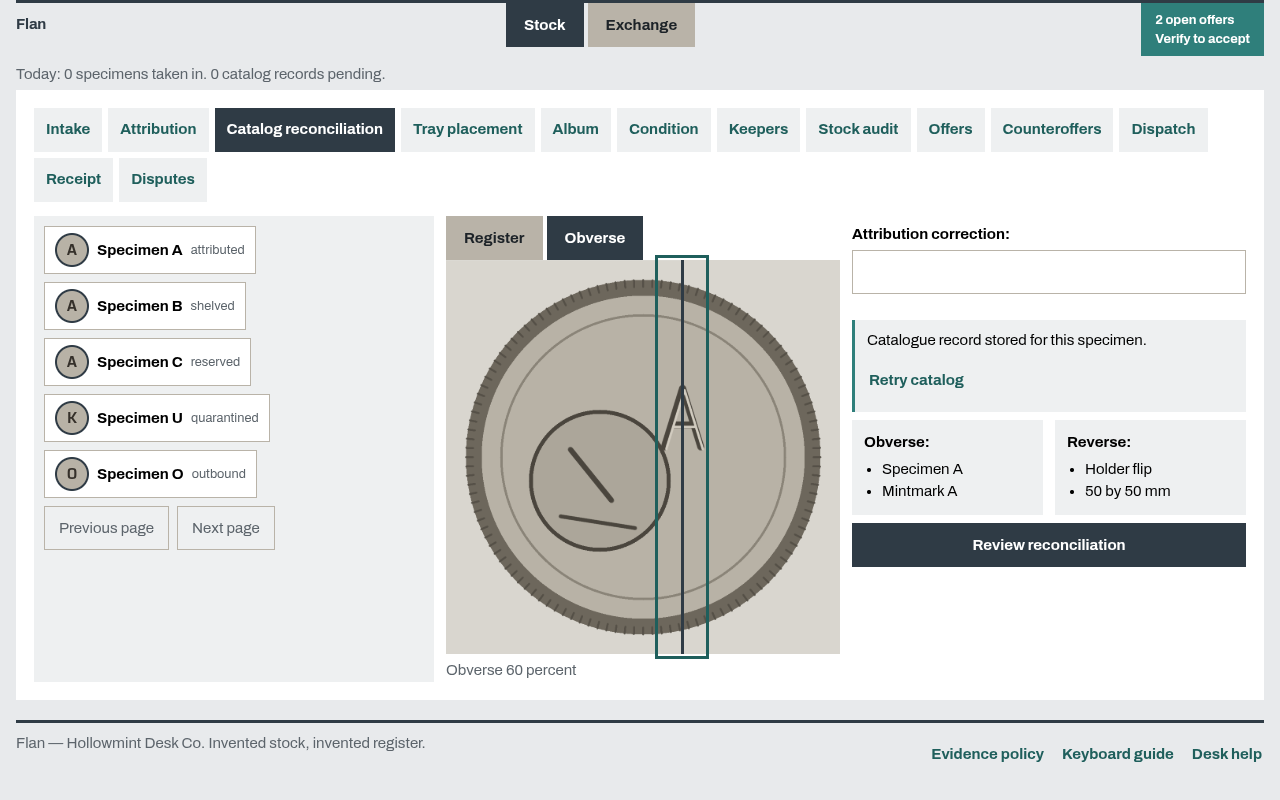 Flan
Stock
Exchange
2 open offers
Verify to accept
Today: 0 specimens taken in. 0 catalog records pending.
Intake
Attribution
Catalog reconciliation
Tray placement
Album
Condition
Keepers
Stock audit
Offers
Counteroffers
Dispatch
Receipt
Disputes
A Specimen A attributed
A Specimen B shelved
A Specimen C reserved
K Specimen U quarantined
O Specimen O outbound
Previous page
Next page
Register
Obverse
A
Obverse 60 percent
Attribution correction:
Catalogue record stored for this specimen.
Retry catalog
Obverse:
• Specimen A
• Mintmark A
Reverse:
• Holder flip
• 50 by 50 mm
Review reconciliation
Flan — Hollowmint Desk Co. Invented stock, invented register.
Evidence policy
Keyboard guide
Desk help